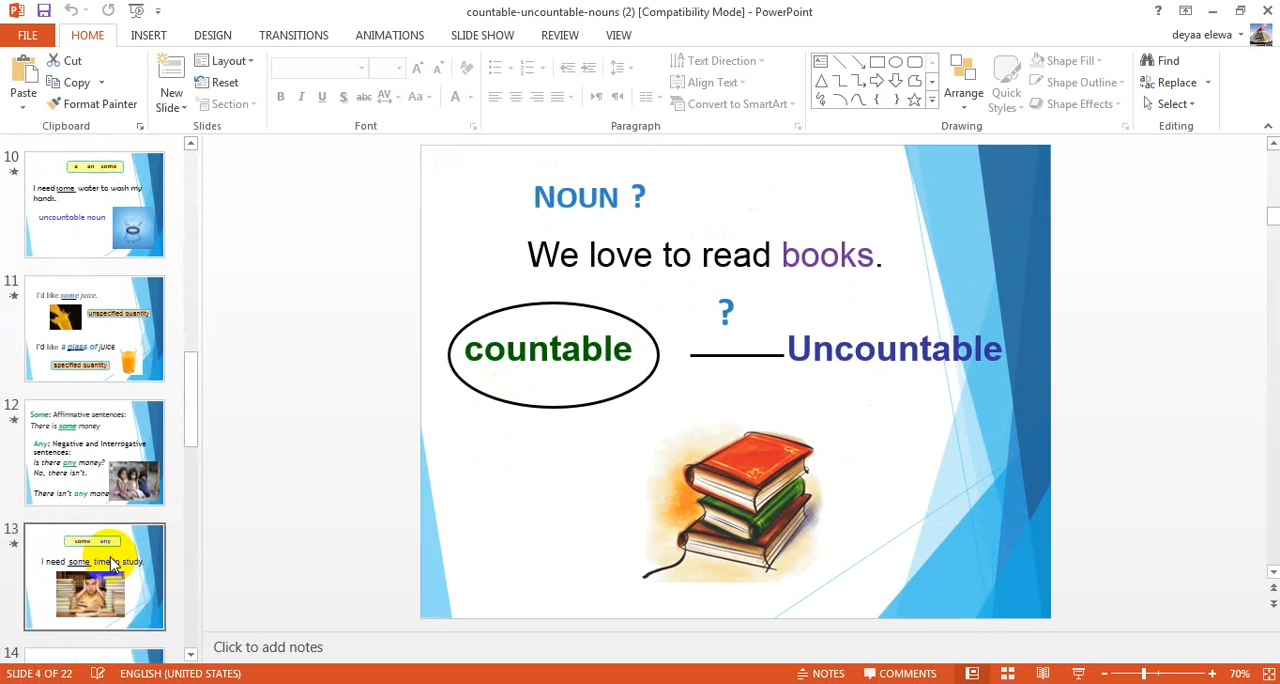 countable-uncountable-nouns (2) [Compatibility Mode] - PowerPoint
FILE HOME INSERT DESIGN TRANSITIONS ANIMATIONS SLIDE SHOW REVIEW VIEW deyaa elewa
Paste
Cut
Copy
Format Painter
Clipboard
New Slide
Layout
Reset
Section
Slides
B I U S abc AV Aa A
Font
Text Direction
Align Text
Convert to SmartArt
Paragraph
Arrange
Quick Styles
Shape Fill
Shape Outline
Shape Effects
Drawing
Find
Replace
Select
Editing
10
a an some
I need some water to wash my
hands.
uncountable noun
11
I'd like some juice.
unspecified quantity
I'd like a glass of juice
specified quantity
12
Some: Affirmative sentences:
There is some money
Any: Negative and Interrogative
sentences:
Is there any money?
No, there isn't.
There isn't any mone
13
some any
I need some time to study.
14
NOUN ?
We love to read books.
?
countable Uncountable
Click to add notes
SLIDE 4 OF 22 ENGLISH (UNITED STATES) NOTES COMMENTS 70%